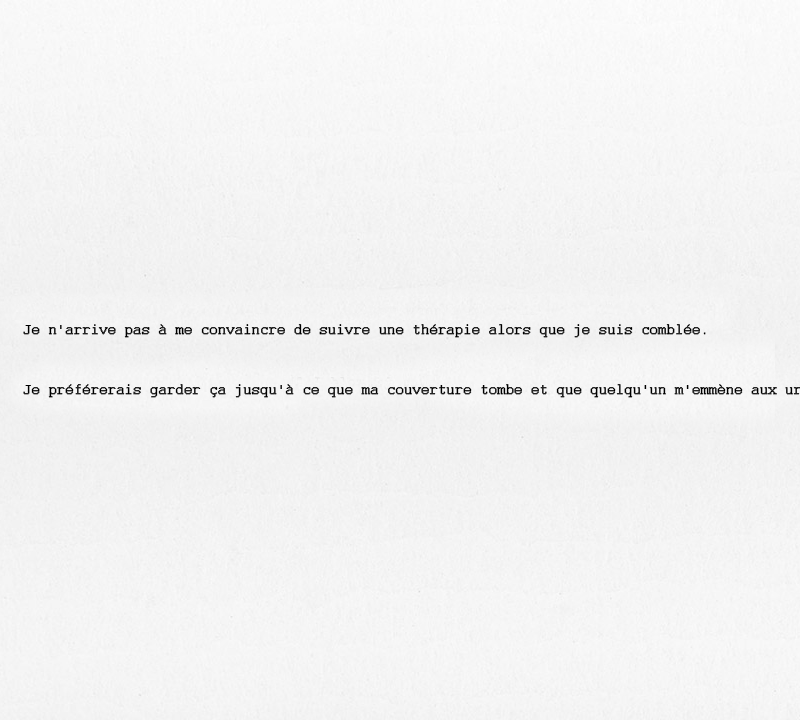 Je n'arrive pas à me convaincre de suivre une thérapie alors que je suis comblée.
Je préférerais garder ça jusqu'à ce que ma couverture tombe et que quelqu'un m'emmène aux